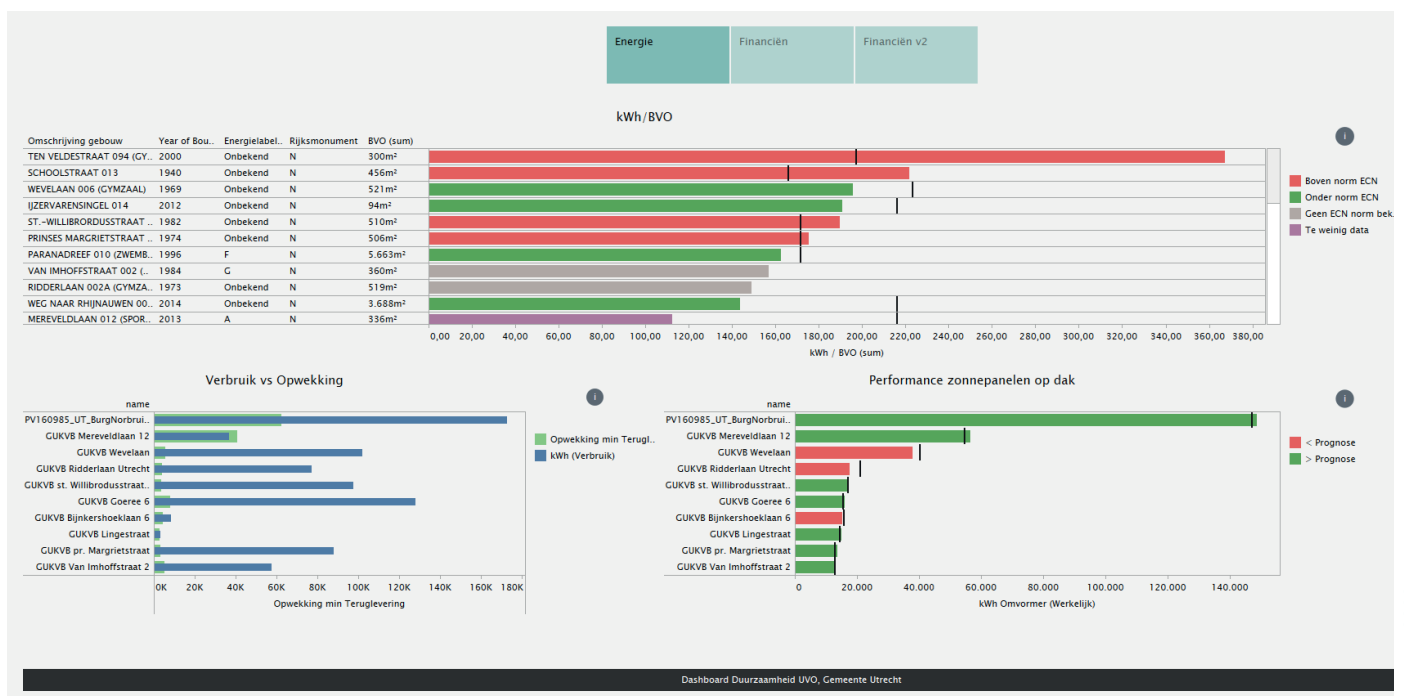 Energie Financiën Financiën v2
kWh/BVO
Omschrijving gebouw Year of Bou.. Energielabel.. Rijksmonument BVO (sum)
TEN VELDESTRAAT 094 (GY.. 2000 Onbekend N 300m²
SCHOOLSTRAAT 013 1940 Onbekend N 456m²
WEVELAAN 006 (GYMZAAL) 1969 Onbekend N 521m²
IJZERVARENSINGEL 014 2012 Onbekend N 94m²
ST.-WILLIBRORDUSSTRAAT .. 1982 Onbekend N 510m²
PRINSES MARGRIETSTRAAT .. 1974 Onbekend N 506m²
PARANADREEF 010 (ZWEMB.. 1996 F N 5.663m²
VAN IMHOFFSTRAAT 002 (.. 1984 G N 360m²
RIDDERLAAN 002A (GYMZA.. 1973 Onbekend N 519m²
WEG NAAR RHIJNAUWEN 00.. 2014 Onbekend N 3.688m²
MEREVELDLAAN 012 (SPOR.. 2013 A N 336m²
0,00 20,00 40,00 60,00 80,00 100,00 120,00 140,00 160,00 180,00 200,00 220,00 240,00 260,00 280,00 300,00 320,00 340,00 360,00 380,00
kWh / BVO (sum)
i
Boven norm ECN
Onder norm ECN
Geen ECN norm bek.
Te weinig data
Verbruik vs Opwekking
i
name
PV160985_UT_BurgNorbrui..
GUKVB Mereveldlaan 12
GUKVB Wevelaan
GUKVB Ridderlaan Utrecht
GUKVB st. Willibrodusstraat..
GUKVB Goeree 6
GUKVB Bijnkershoeklaan 6
GUKVB Lingestraat
GUKVB pr. Margrietstraat
GUKVB Van Imhoffstraat 2
0K 20K 40K 60K 80K 100K 120K 140K 160K 180K
Opwekking min Teruglevering
Opwekking min Terugl..
kWh (Verbruik)
Performance zonnepanelen op dak
i
name
PV160985_UT_BurgNorbrui..
GUKVB Mereveldlaan 12
GUKVB Wevelaan
GUKVB Ridderlaan Utrecht
GUKVB st. Willibrodusstraat..
GUKVB Goeree 6
GUKVB Bijnkershoeklaan 6
GUKVB Lingestraat
GUKVB pr. Margrietstraat
GUKVB Van Imhoffstraat 2
0 20.000 40.000 60.000 80.000 100.000 120.000 140.000
kWh Omvormer (Werkelijk)
< Prognose
> Prognose
Dashboard Duurzaamheid UVO, Gemeente Utrecht